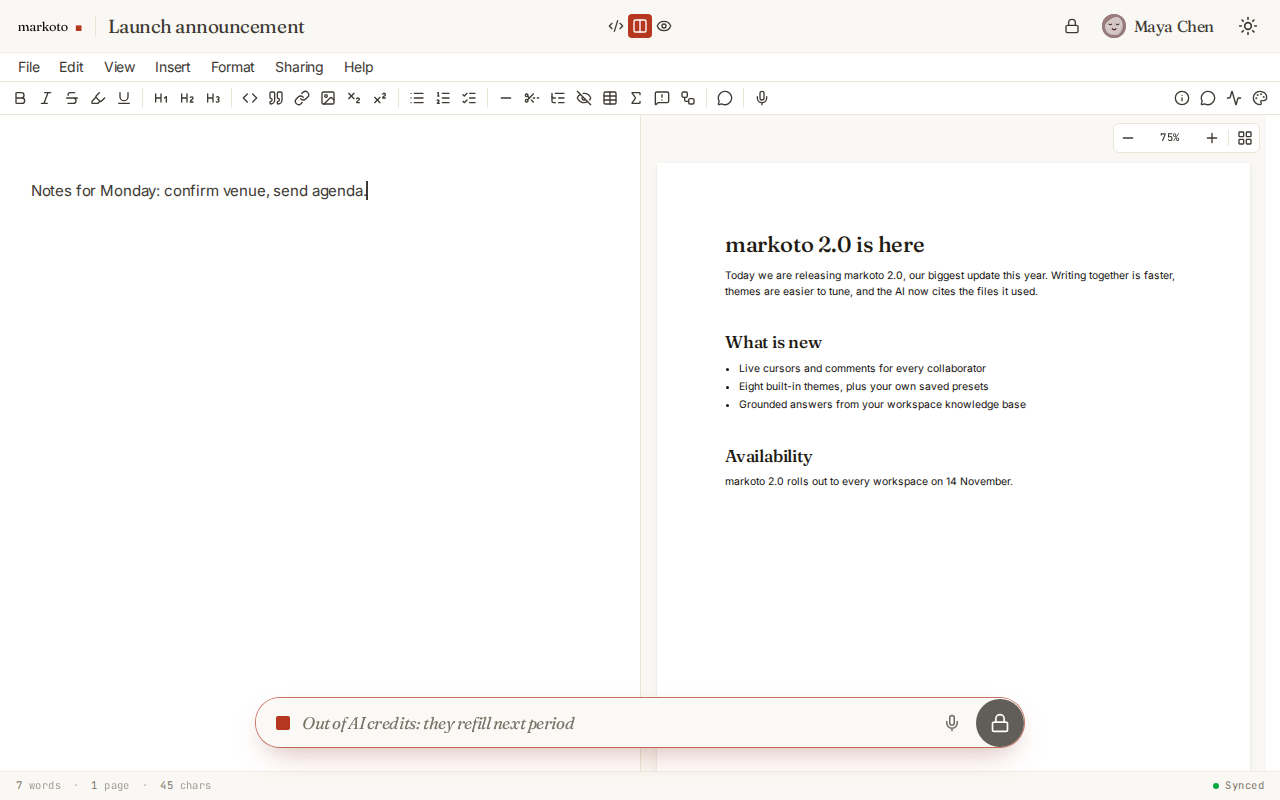 markoto
Launch announcement
Maya Chen
File Edit View Insert Format Sharing Help
H1 H2 H3
75%
Notes for Monday: confirm venue, send agenda.
markoto 2.0 is here
Today we are releasing markoto 2.0, our biggest update this year. Writing together is faster,
themes are easier to tune, and the AI now cites the files it used.
What is new
• Live cursors and comments for every collaborator
• Eight built-in themes, plus your own saved presets
• Grounded answers from your workspace knowledge base
Availability
markoto 2.0 rolls out to every workspace on 14 November.
Out of AI credits: they refill next period
7 words · 1 page · 45 chars
Synced